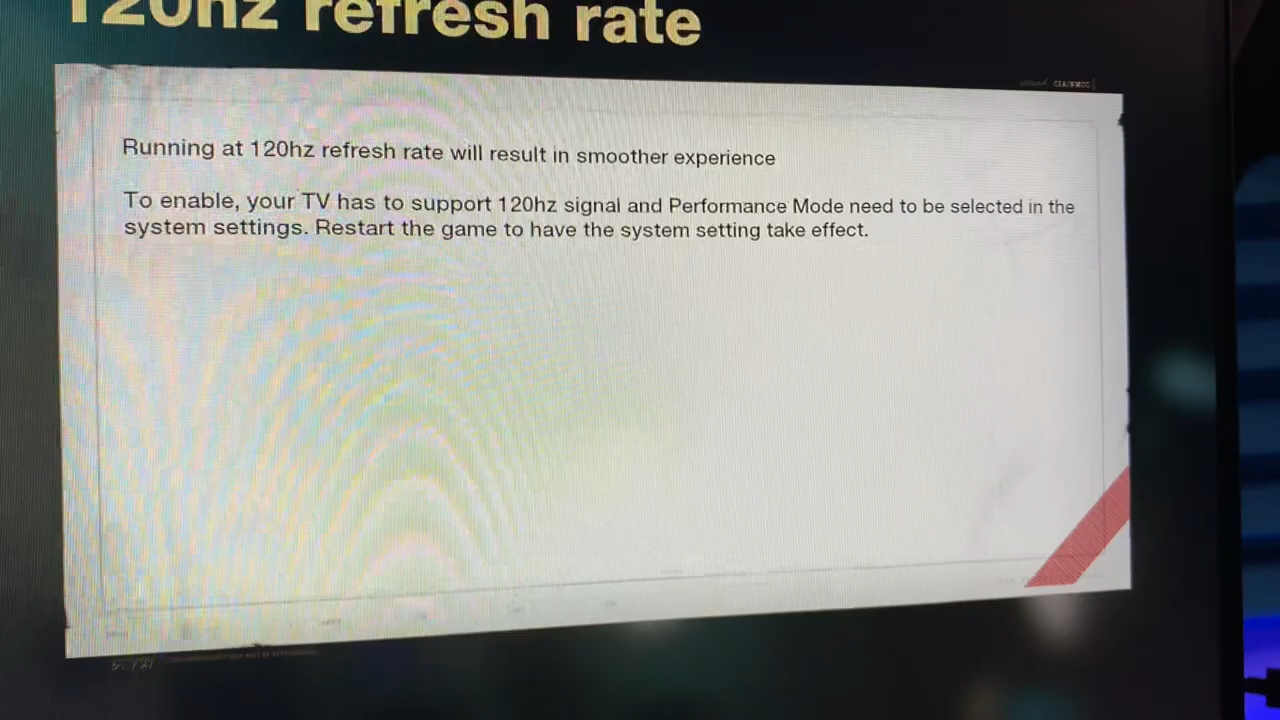 120hz refresh rate
CIA/KMCC
Running at 120hz refresh rate will result in smoother experience
To enable, your TV has to support 120hz signal and Performance Mode need to be selected in the
system settings. Restart the game to have the system setting take effect.